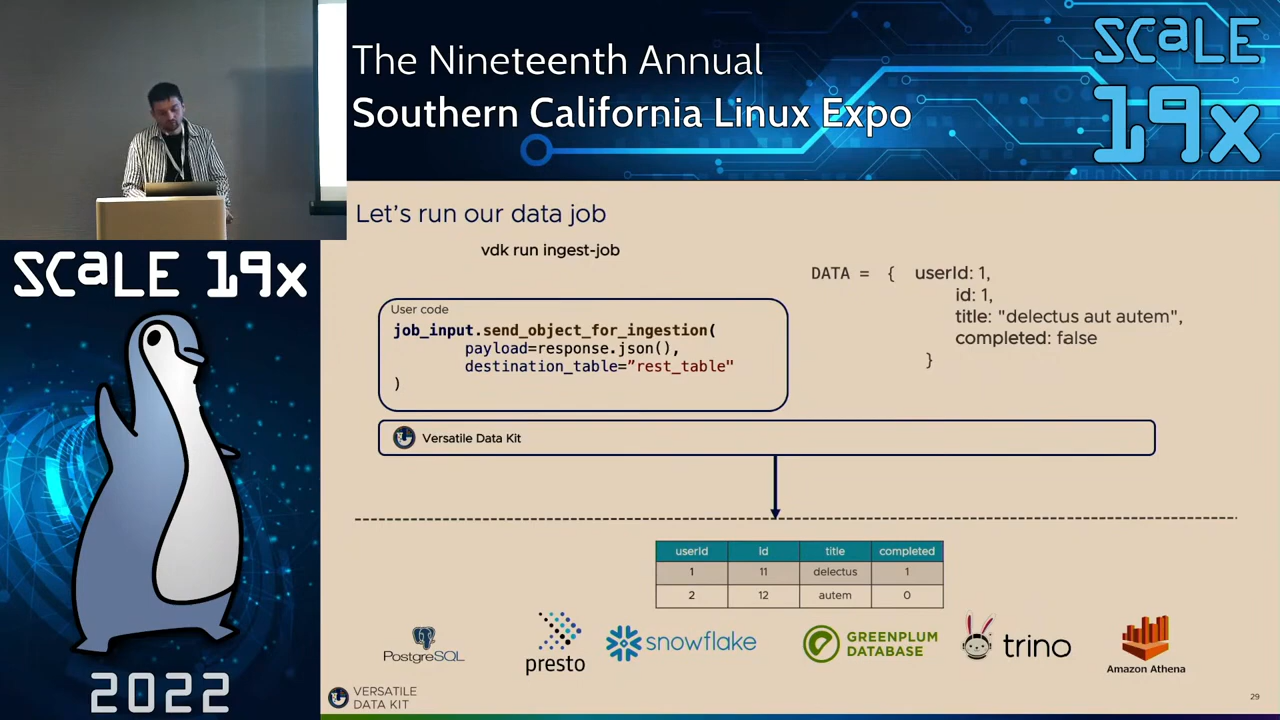 The Nineteenth Annual
Southern California Linux Expo
SCaLE
19x
SCaLE 19x
2022
Let's run our data job
vdk run ingest-job
User code
job_input.send_object_for_ingestion(
payload=response.json(),
destination_table=”rest_table"
)
DATA = { userId: 1,
id: 1,
title: "delectus aut autem",
completed: false
}
Versatile Data Kit
userId Id title completed
1 11 delectus 1
2 12 autem 0
PostgreSQL
presto
snowflake
GREENPLUM
DATABASE
trino
Amazon Athena
VERSATILE
DATA KIT
29